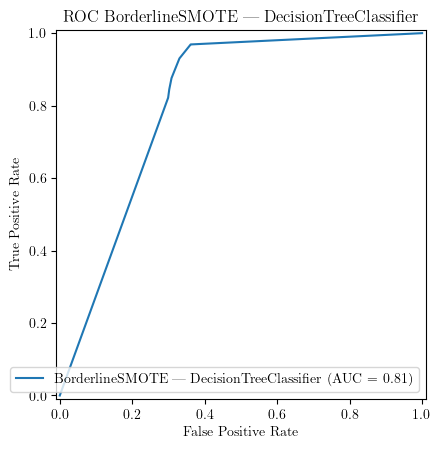 ROC BorderlineSMOTE — DecisionTreeClassifier
1.0
0.8
0.6
0.4
0.2
0.0
True Positive Rate
BorderlineSMOTE — DecisionTreeClassifier (AUC = 0.81)
0.0 0.2 0.4 0.6 0.8 1.0
False Positive Rate